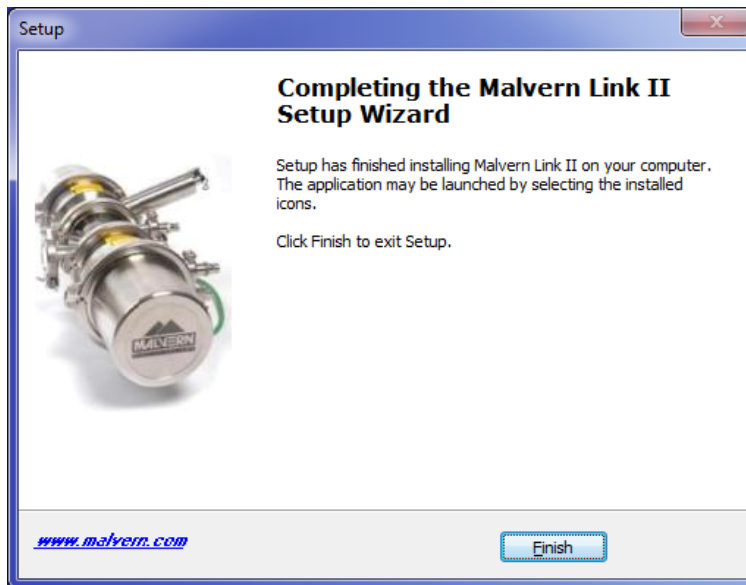 Setup
Completing the Malvern Link II
Setup Wizard
Setup has finished installing Malvern Link II on your computer.
The application may be launched by selecting the installed
icons.
Click Finish to exit Setup.
MALVERN
www.malvern.com
Finish